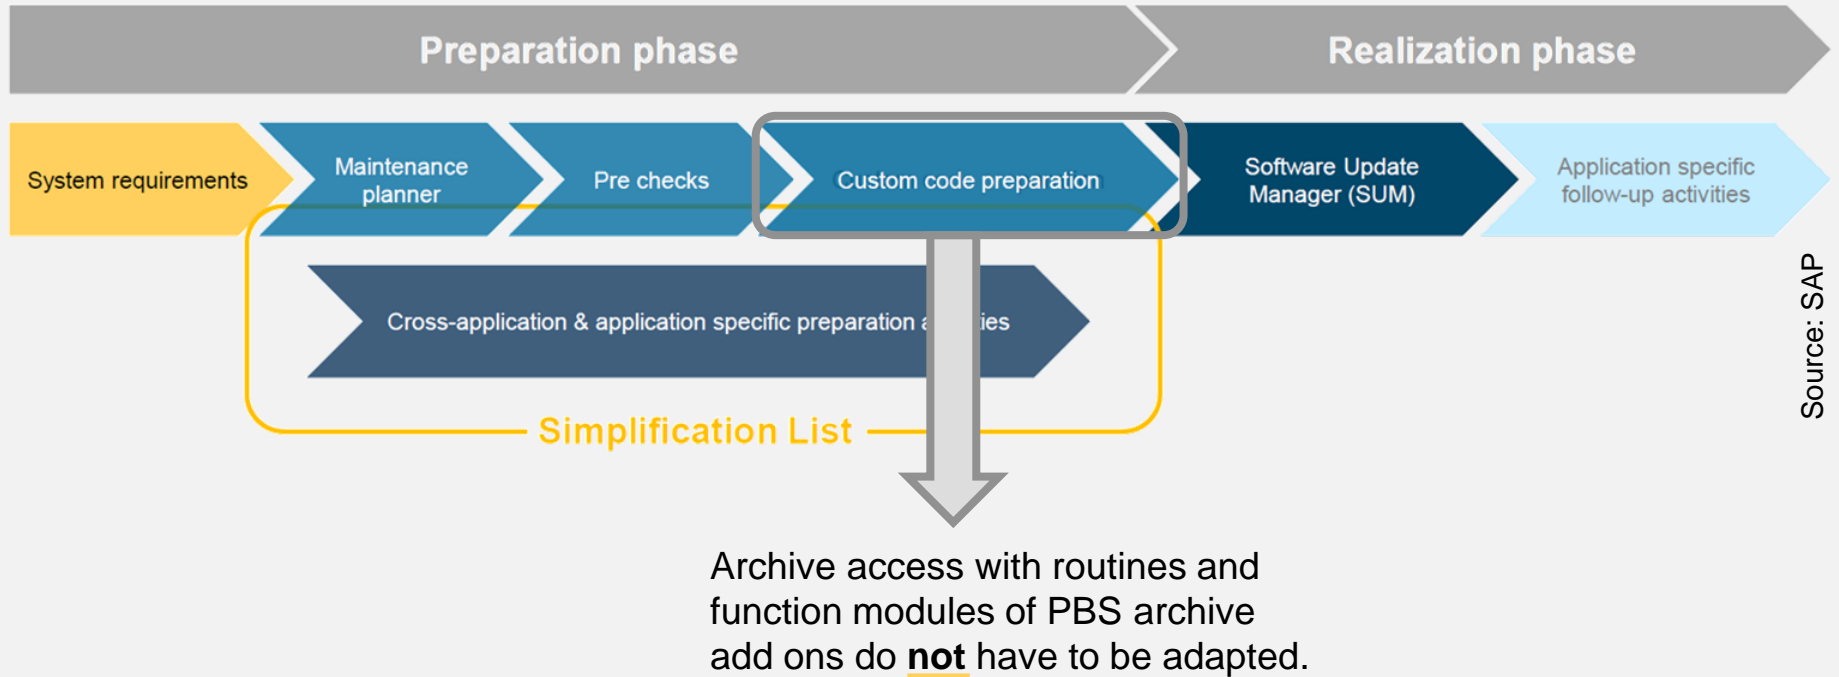 Preparation phase
Realization phase
System requirements
Maintenance
planner
Pre checks
Custom code preparation
Software Update
Manager (SUM)
Application specific
follow-up activities
Cross-application & application specific preparation a ies
Simplification List
Source: SAP
Archive access with routines and
function modules of PBS archive
add ons do not have to be adapted.